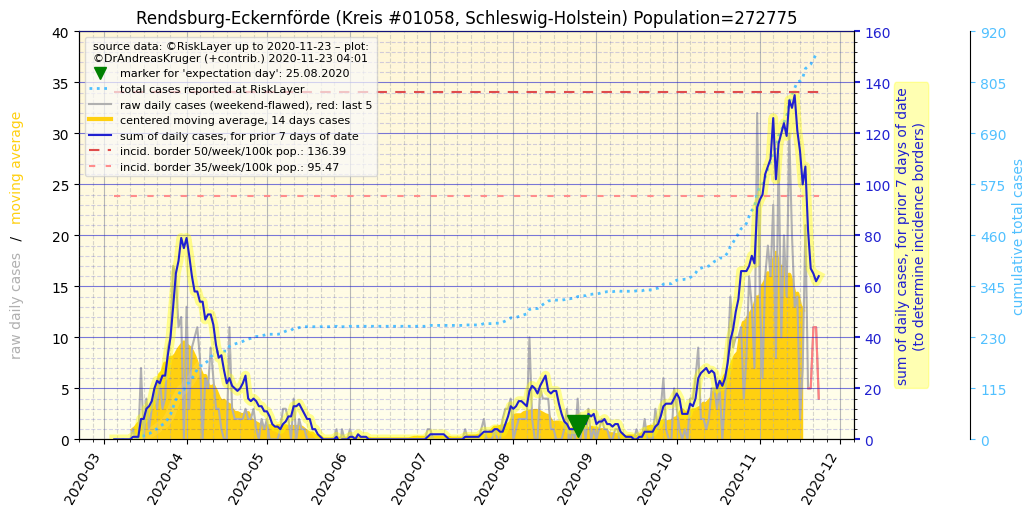 Rendsburg-Eckernförde (Kreis #01058, Schleswig-Holstein) Population=272775
source data: ©RiskLayer up to 2020-11-23 – plot:
©DrAndreasKruger (+contrib.) 2020-11-23 04:01
marker for 'expectation day': 25.08.2020
total cases reported at RiskLayer
raw daily cases (weekend-flawed), red: last 5
centered moving average, 14 days cases
sum of daily cases, for prior 7 days of date
incid. border 50/week/100k pop.: 136.39
incid. border 35/week/100k pop.: 95.47
raw daily cases / moving average
40
35
30
25
20
15
10
5
0
160
140
120
100
80
60
40
20
0
sum of daily cases, for prior 7 days of date
(to determine incidence borders)
920
805
690
575
460
345
230
115
0
cumulative total cases
2020-03
2020-04
2020-05
2020-06
2020-07
2020-08
2020-09
2020-10
2020-11
2020-12